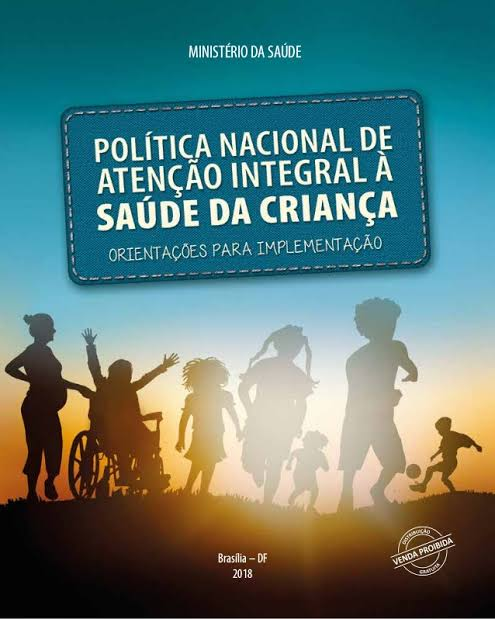 MINISTÉRIO DA SAÚDE
POLÍTICA NACIONAL DE
ATENÇÃO INTEGRAL À
SAÚDE DA CRIANÇA
ORIENTAÇÕES PARA IMPLEMENTAÇÃO
DISTRIBUIÇÃO
VENDA PROIBIDA
GRATUITA
Brasília – DF
2018